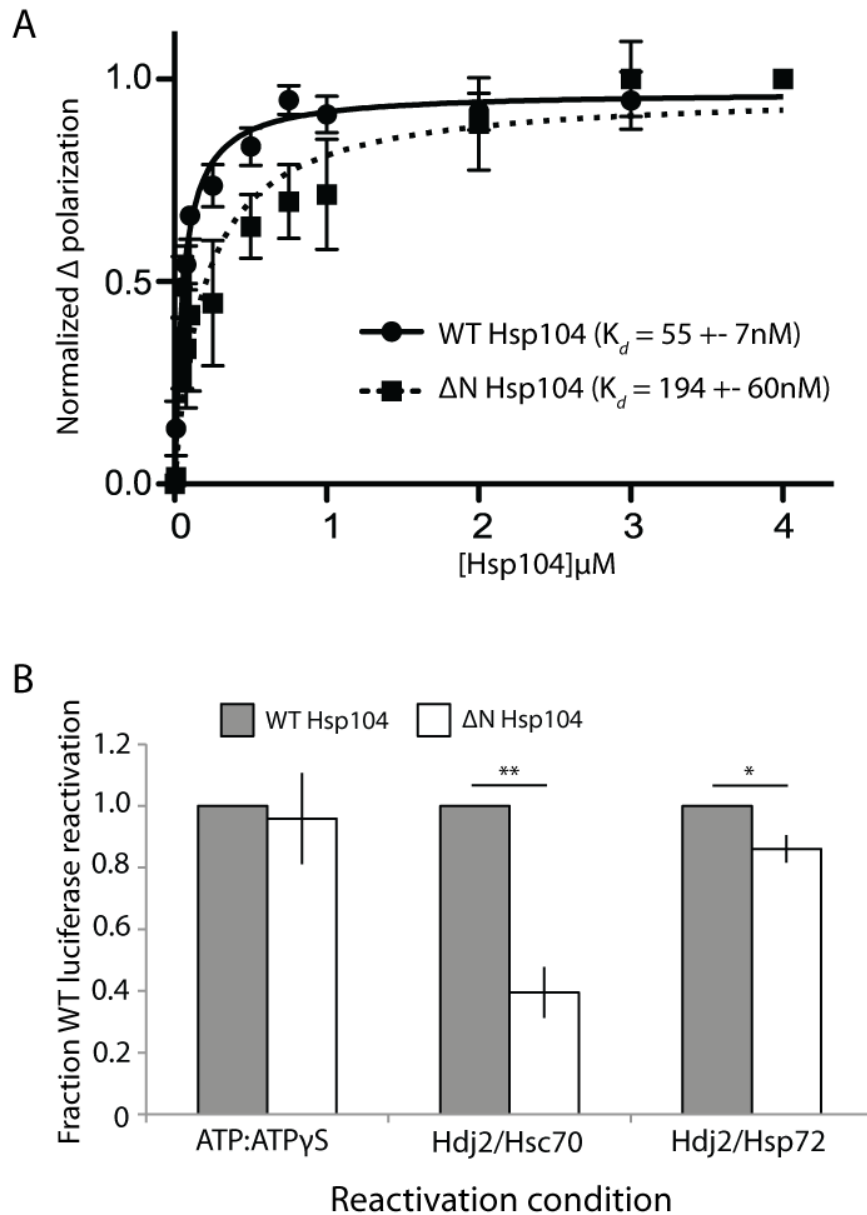 A
Normalized Δ polarization
1.0
0.5
0.0
WT Hsp104 (Kd = 55 +- 7nM)
ΔN Hsp104 (Kd = 194 +- 60nM)
0 1 2 3 4
[Hsp104]μM
B
Fraction WT luciferase reactivation
WT Hsp104 ΔN Hsp104
1.2
1.0
0.8
0.6
0.4
0.2
0
** *
ATP:ATPγS Hdj2/Hsc70 Hdj2/Hsp72
Reactivation condition